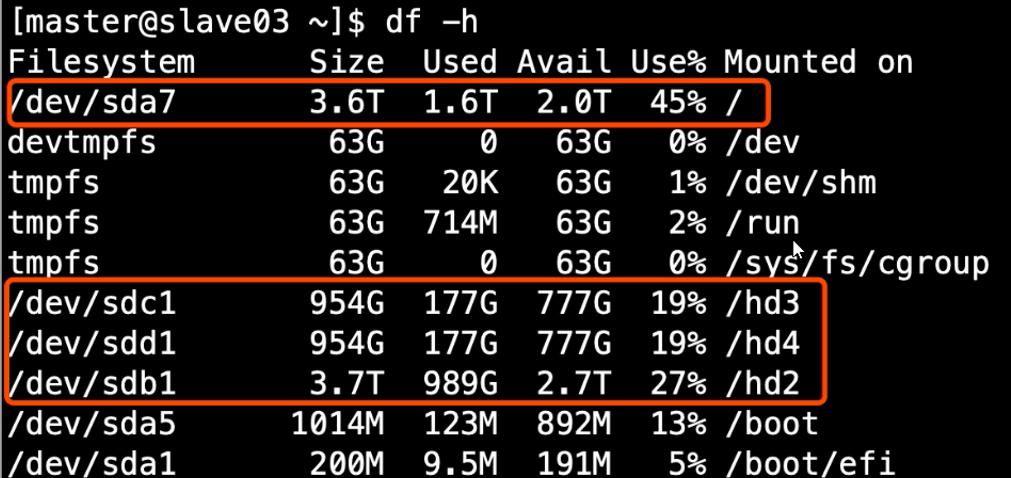 [master@slave03 ~]$ df -h
Filesystem      Size  Used Avail Use% Mounted on
/dev/sda7       3.6T  1.6T  2.0T  45% /
devtmpfs         63G     0   63G   0% /dev
tmpfs            63G   20K   63G   1% /dev/shm
tmpfs            63G  714M   63G   2% /run
tmpfs            63G     0   63G   0% /sys/fs/cgroup
/dev/sdc1       954G  177G  777G  19% /hd3
/dev/sdd1       954G  177G  777G  19% /hd4
/dev/sdb1       3.7T  989G  2.7T  27% /hd2
/dev/sda5      1014M  123M  892M  13% /boot
/dev/sda1       200M  9.5M  191M   5% /boot/efi